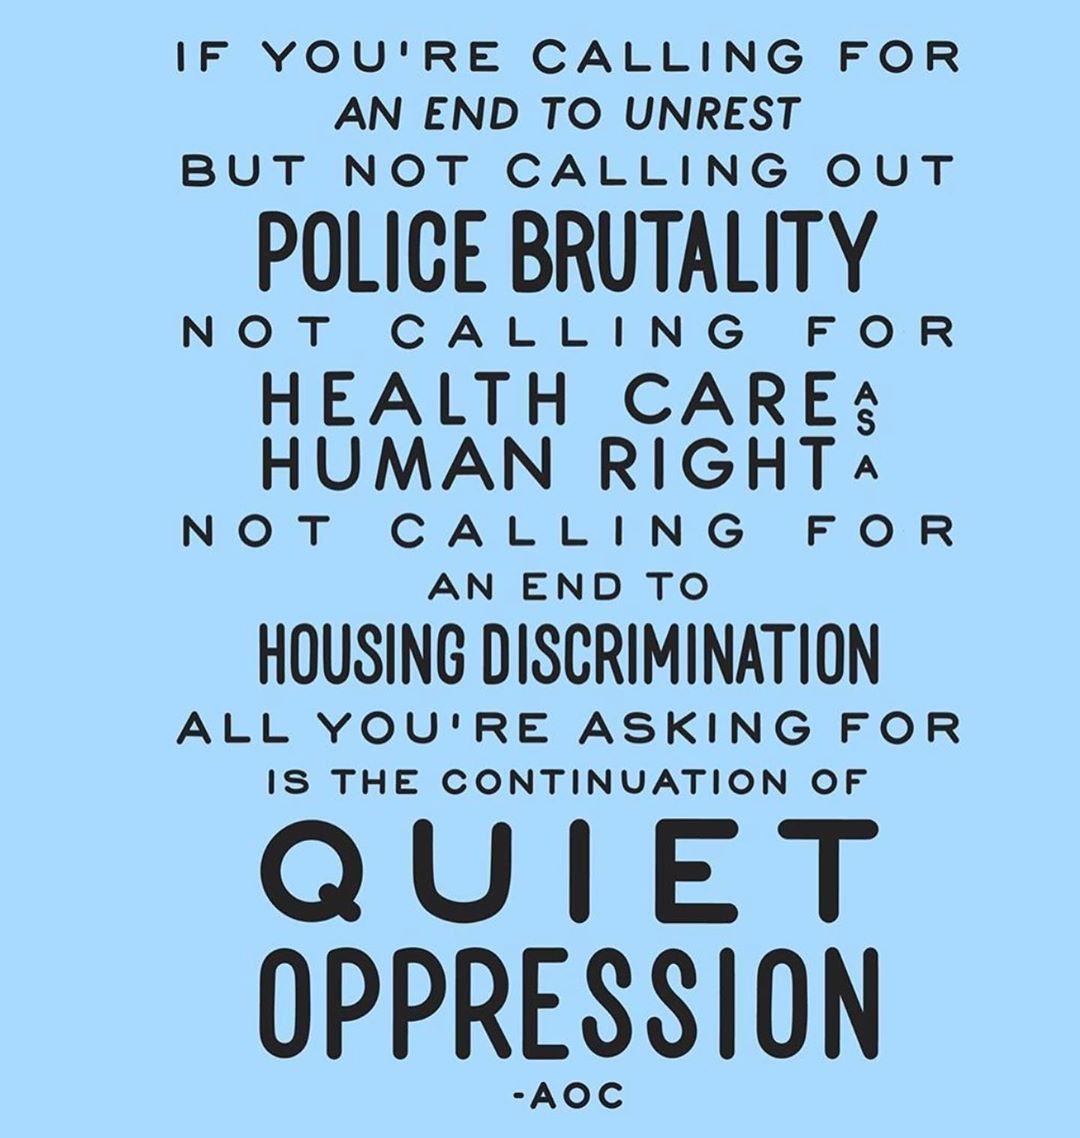 IF YOU'RE CALLING FOR
AN END TO UNREST
BUT NOT CALLING OUT
POLICE BRUTALITY
NOT CALLING FOR
HEALTH CARE AS
HUMAN RIGHT A
NOT CALLING FOR
AN END TO
HOUSING DISCRIMINATION
ALL YOU'RE ASKING FOR
IS THE CONTINUATION OF
QUIET
OPPRESSION
-AOC